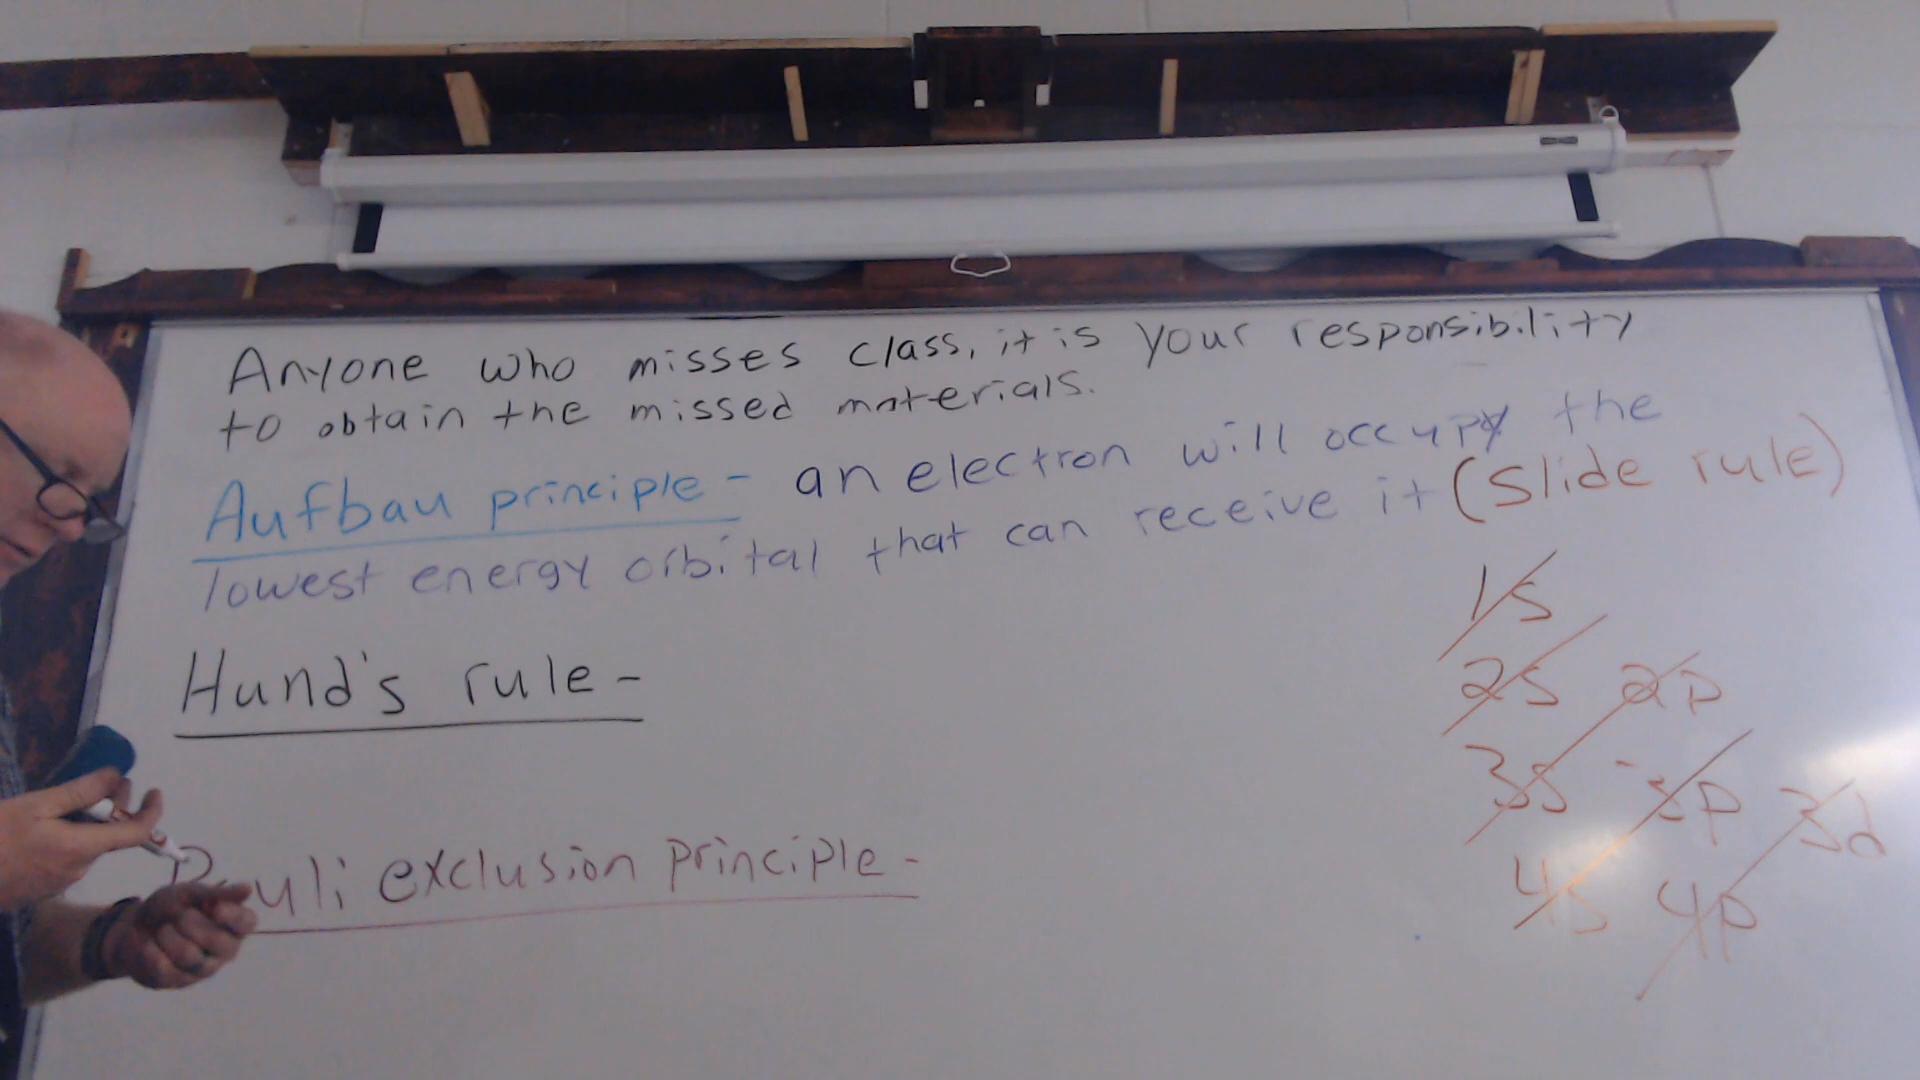 Anyone who misses class, it is your responsibility
to obtain the missed materials.
Aufbau principle - an electron will occupy the
lowest energy orbital that can receive it (Slide rule)
Hund's rule -
Pauli exclusion principle -
1s
2s 2p
3s 3p 3d
4s 4p